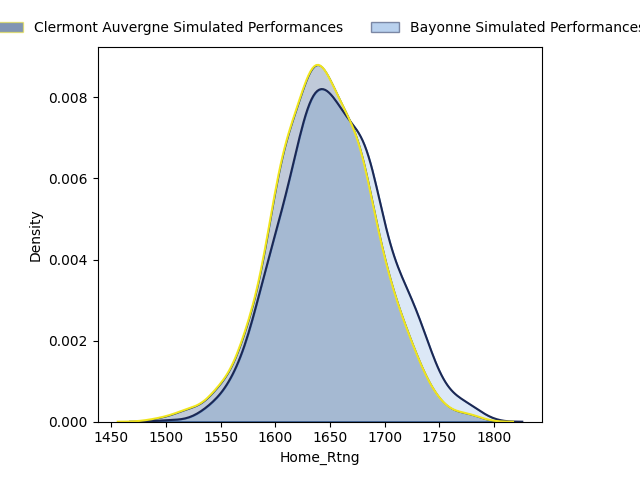 Clermont Auvergne Simulated Performances Bayonne Simulated Performances
0.008
0.006
0.004
0.002
0.000
Density
1450 1500 1550 1600 1650 1700 1750 1800
Home_Rtng